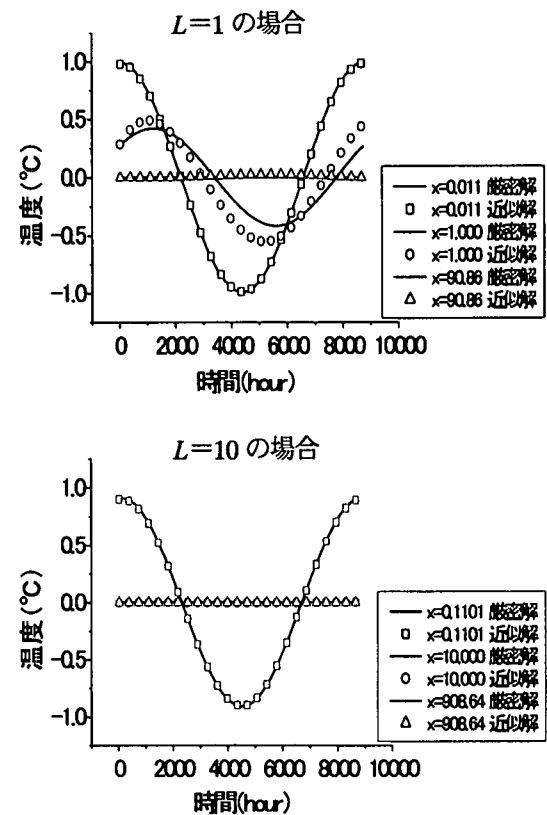 L=1 の場合
1.0
0.5
0.0
-0.5
-1.0
温度(℃)
0 2000 4000 6000 8000 10000
時間(hour)
x=0.011 厳密解
x=0.011 近似解
x=1.000 厳密解
x=1.000 近似解
x=90.86 厳密解
x=90.86 近似解
L=10 の場合
1.0
0.5
0.0
-0.5
-1.0
温度(℃)
0 2000 4000 6000 8000 10000
時間(hour)
x=0.1101 厳密解
x=0.1101 近似解
x=10.000 厳密解
x=10.000 近似解
x=908.64 厳密解
x=908.64 近似解